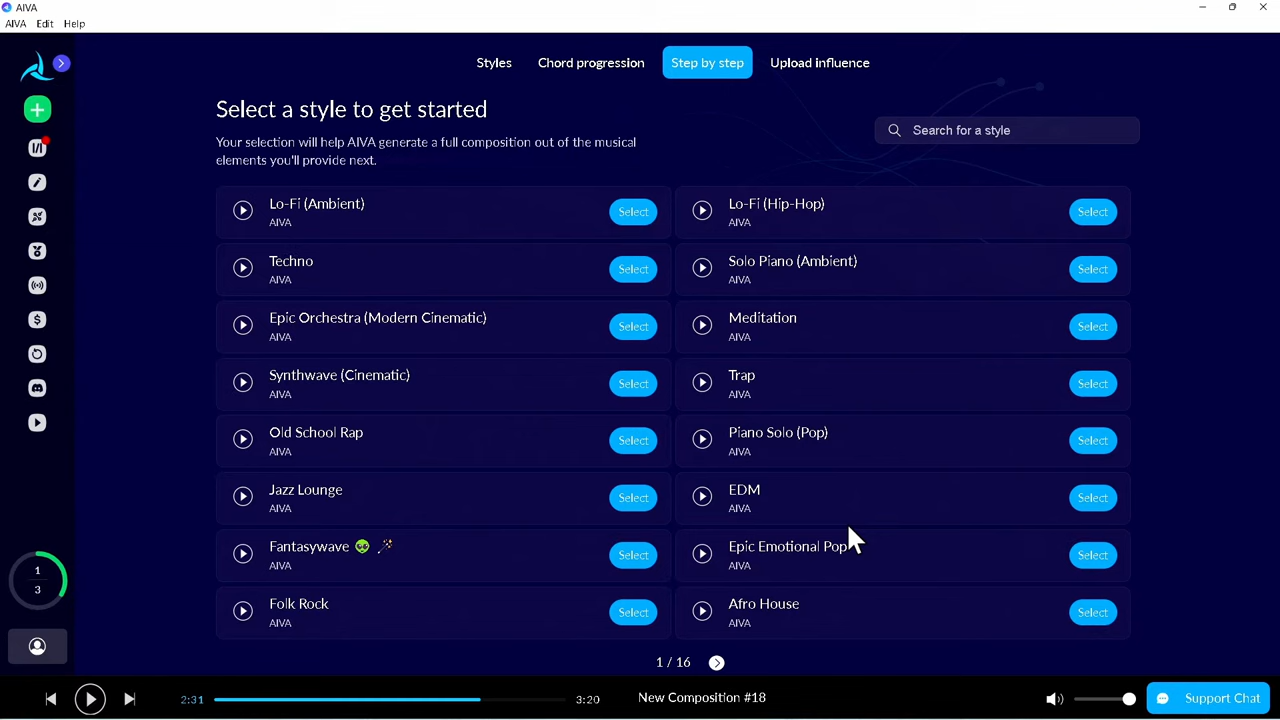 AIVA
AIVA Edit Help
Styles Chord progression Step by step Upload influence
Select a style to get started
Search for a style
Your selection will help AIVA generate a full composition out of the musical
elements you'll provide next.
Lo-Fi (Ambient)
AIVA
Select
Lo-Fi (Hip-Hop)
AIVA
Select
Techno
AIVA
Select
Solo Piano (Ambient)
AIVA
Select
Epic Orchestra (Modern Cinematic)
AIVA
Select
Meditation
AIVA
Select
Synthwave (Cinematic)
AIVA
Select
Trap
AIVA
Select
Old School Rap
AIVA
Select
Piano Solo (Pop)
AIVA
Select
Jazz Lounge
AIVA
Select
EDM
AIVA
Select
Fantasywave
AIVA
Select
Epic Emotional Pop
AIVA
Select
Folk Rock
AIVA
Select
Afro House
AIVA
Select
1
3
1 / 16
2:31
3:20
New Composition #18
Support Chat